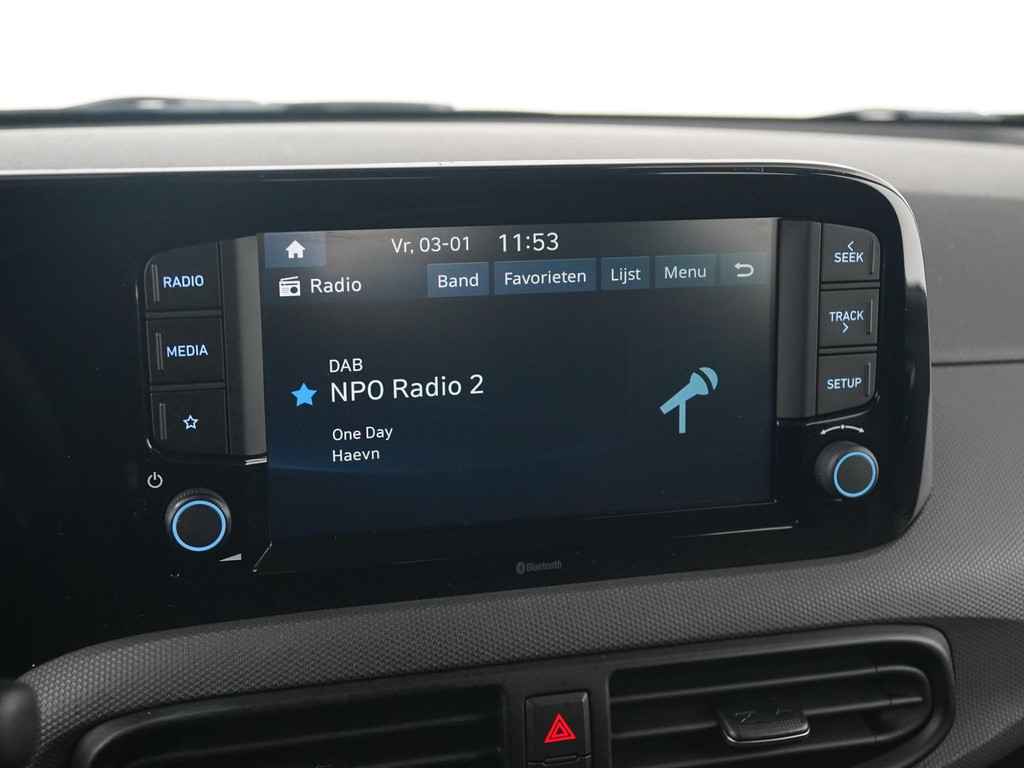 Vr, 03-01 11:53
Radio Band Favorieten Lijst Menu
DAB
NPO Radio 2
One Day
Haevn
RADIO
MEDIA
< SEEK
TRACK >
SETUP
Bluetooth